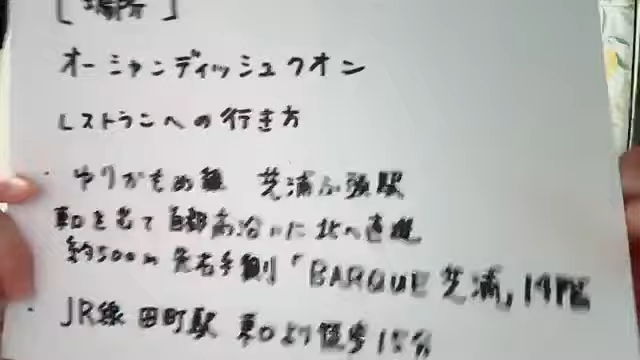 [場所]
オーシャンディッシュクオン
レストランへの行き方
・ゆりかもめ線 芝浦ふ頭駅
東口を出て首都高沿いに北へ直進
約500m先右手側「BARQUE芝浦」1階
・JR線 田町駅 東口より徒歩15分